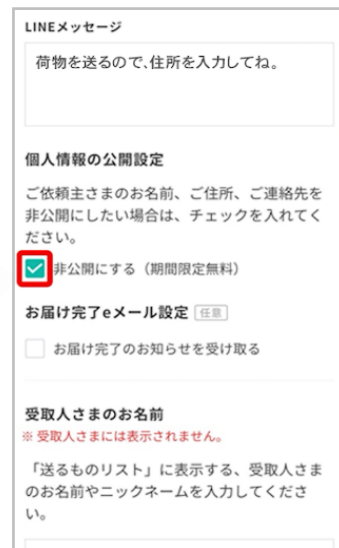 LINEメッセージ
荷物を送るので、住所を入力してね。
個人情報の公開設定
ご依頼主さまのお名前、ご住所、ご連絡先を
非公開にしたい場合は、チェックを入れてく
ださい。
非公開にする（期間限定無料）
お届け完了eメール設定 任意
お届け完了のお知らせを受け取る
受取人さまのお名前
※ 受取人さまには表示されません。
「送るものリスト」に表示する、受取人さま
のお名前やニックネームを入力してくださ
い。